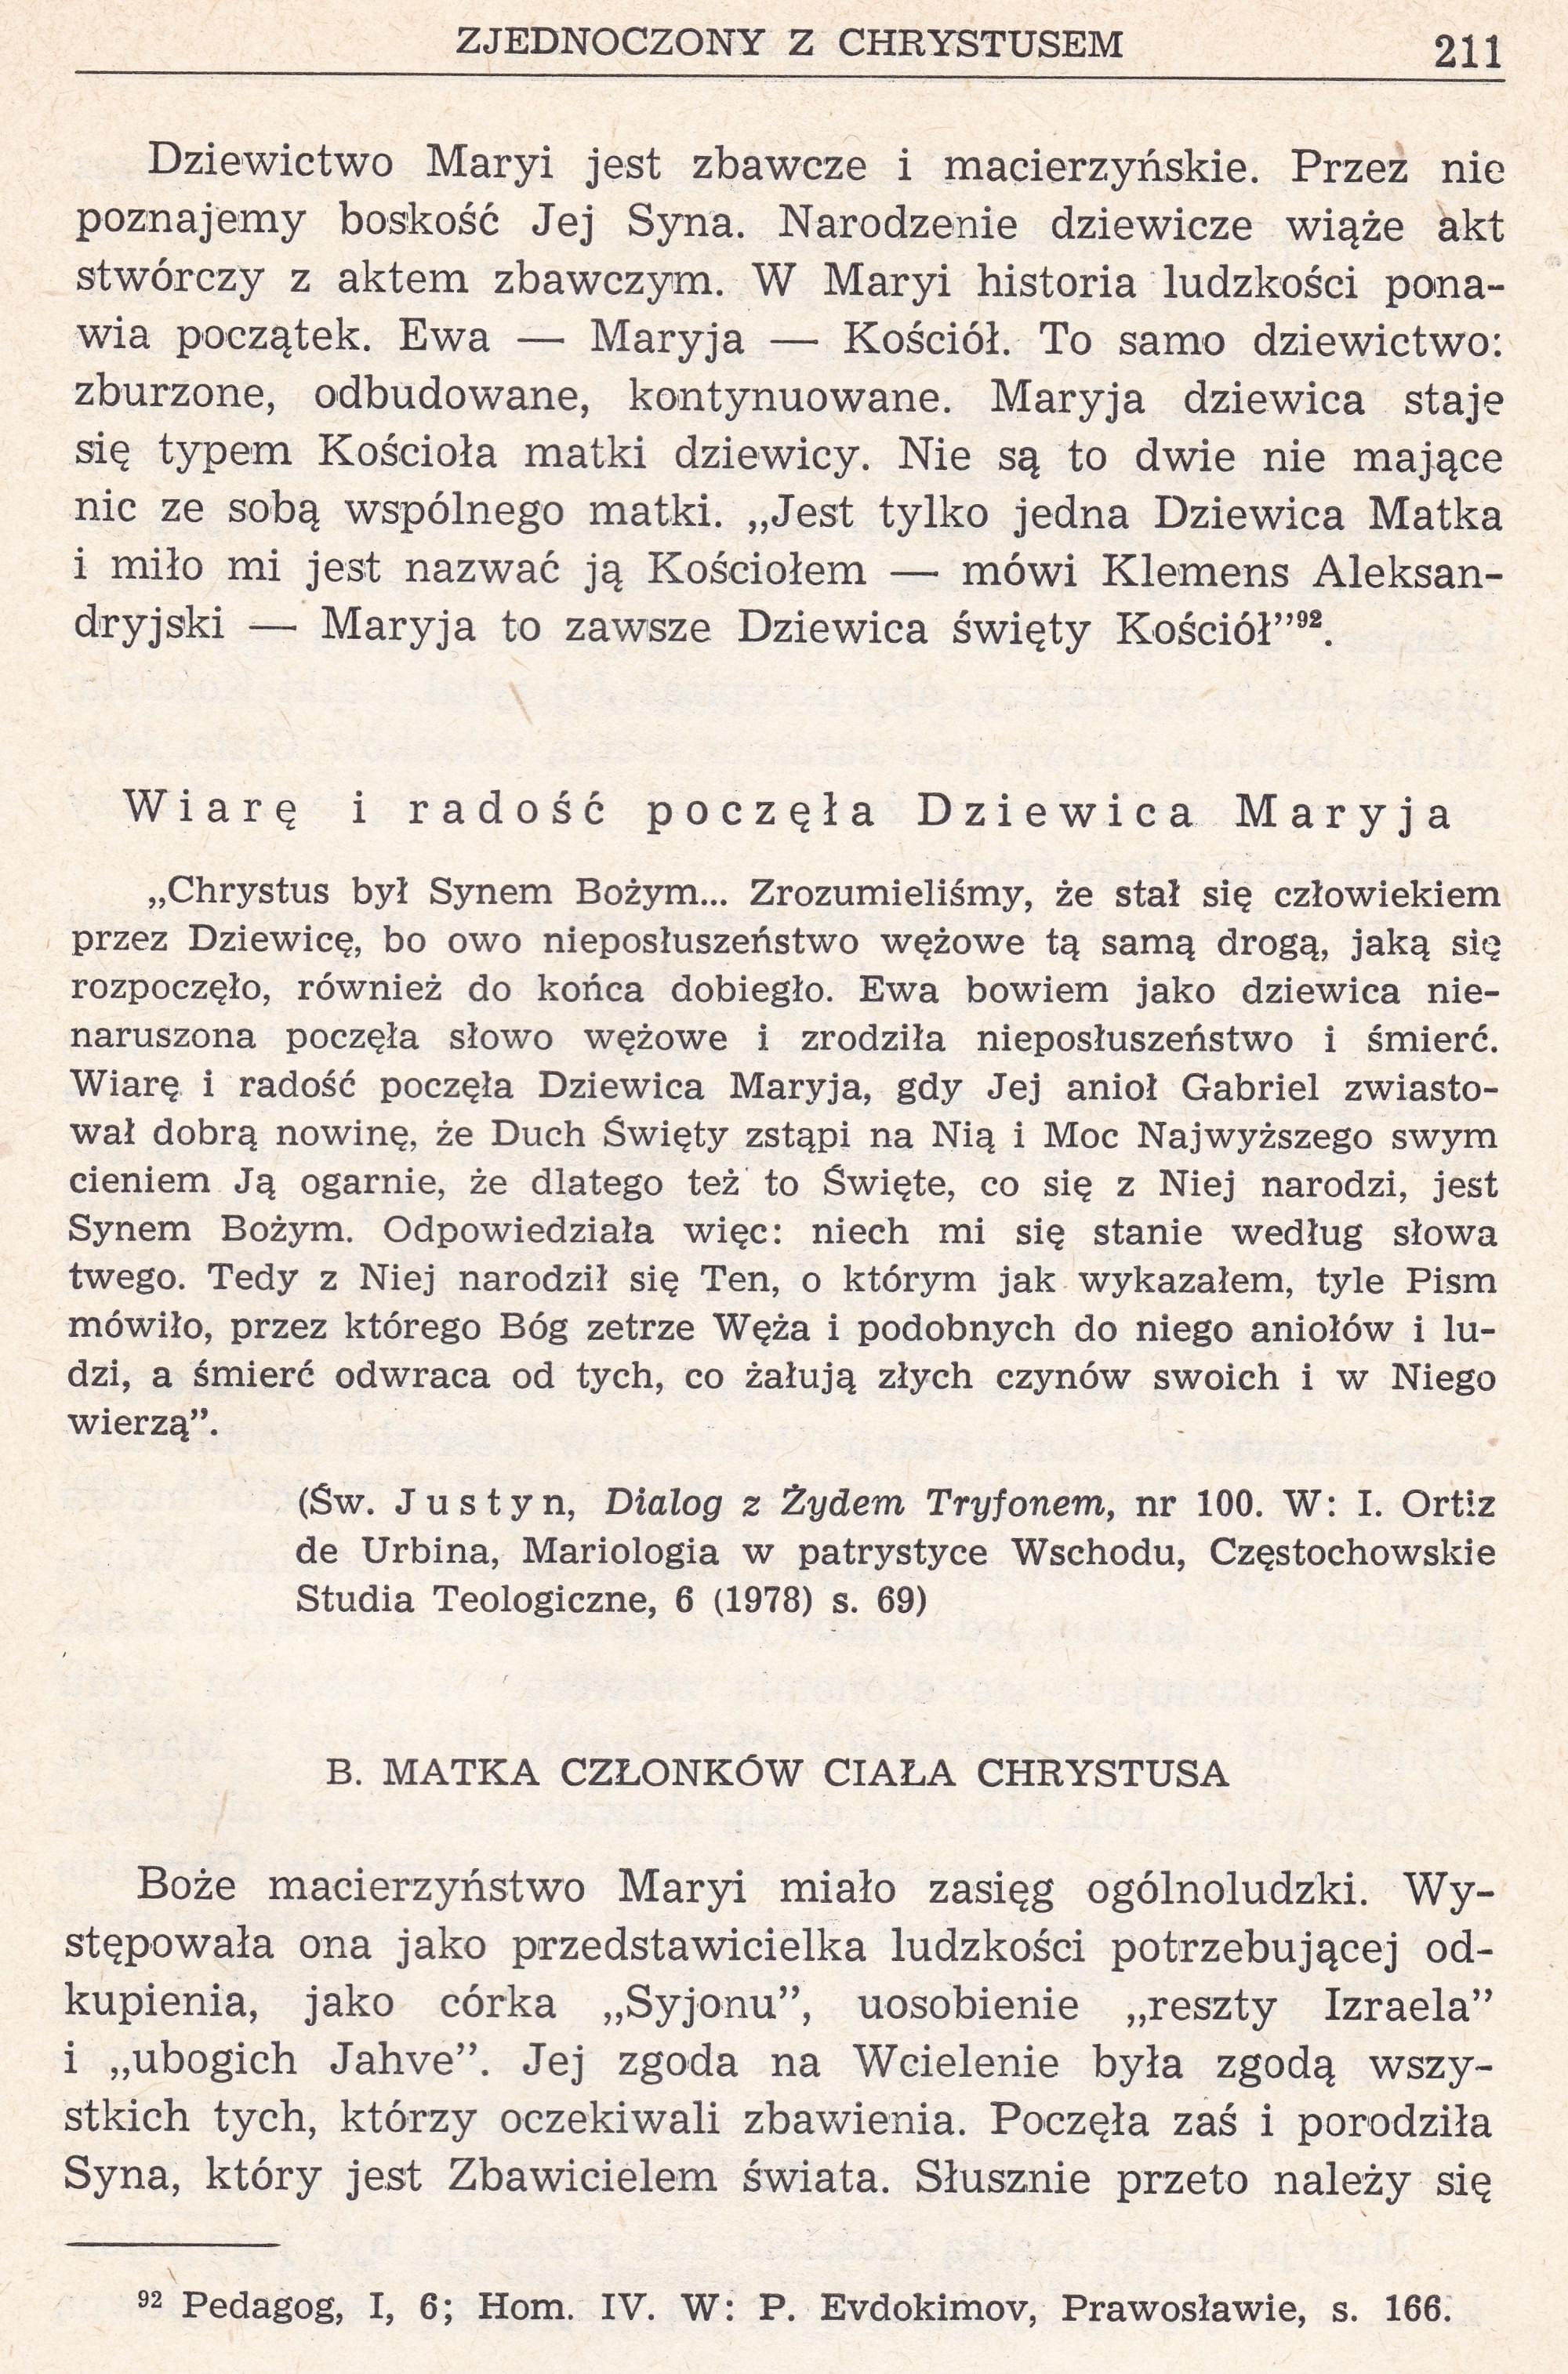 ZJEDNOCZONY Z CHRYSTUSEM 211
Dziewictwo Maryi jest zbawcze i macierzyńskie. Przez nie
poznajemy boskość Jej Syna. Narodzenie dziewicze wiąże akt
stwórczy z aktem zbawczym. W Maryi historia ludzkości pona-
wia początek. Ewa — Maryja — Kościół. To samo dziewictwo:
zburzone, odbudowane, kontynuowane. Maryja dziewica staje
się typem Kościoła matki dziewicy. Nie są to dwie nie mające
nic ze sobą wspólnego matki. „Jest tylko jedna Dziewica Matka
i miło mi jest nazwać ją Kościołem — mówi Klemens Aleksan-
dryjski — Maryja to zawsze Dziewica święty Kościół”⁹².
Wiarę i radość poczęła Dziewica Maryja
„Chrystus był Synem Bożym... Zrozumieliśmy, że stał się człowiekiem
przez Dziewicę, bo owo nieposłuszeństwo wężowe tą samą drogą, jaką się
rozpoczęło, również do końca dobiegło. Ewa bowiem jako dziewica nie-
naruszona poczęła słowo wężowe i zrodziła nieposłuszeństwo i śmierć.
Wiarę i radość poczęła Dziewica Maryja, gdy Jej anioł Gabriel zwiasto-
wał dobrą nowinę, że Duch Święty zstąpi na Nią i Moc Najwyższego swym
cieniem Ją ogarnie, że dlatego też to Święte, co się z Niej narodzi, jest
Synem Bożym. Odpowiedziała więc: niech mi się stanie według słowa
twego. Tedy z Niej narodził się Ten, o którym jak wykazałem, tyle Pism
mówiło, przez którego Bóg zetrze Węża i podobnych do niego aniołów i lu-
dzi, a śmierć odwraca od tych, co żałują złych czynów swoich i w Niego
wierzą”.
(Św. Justyn, Dialog z Żydem Tryfonem, nr 100. W: I. Ortiz
de Urbina, Mariologia w patrystyce Wschodu, Częstochowskie
Studia Teologiczne, 6 (1978) s. 69)
B. MATKA CZŁONKÓW CIAŁA CHRYSTUSA
Boże macierzyństwo Maryi miało zasięg ogólnoludzki. Wy-
stępowała ona jako przedstawicielka ludzkości potrzebującej od-
kupienia, jako córka „Syjonu”, uosobienie „reszty Izraela”
i „ubogich Jahve”. Jej zgoda na Wcielenie była zgodą wszy-
stkich tych, którzy oczekiwali zbawienia. Poczęła zaś i porodziła
Syna, który jest Zbawicielem świata. Słusznie przeto należy się
⁹² Pedagog, I, 6; Hom. IV. W: P. Evdokimov, Prawosławie, s. 166.